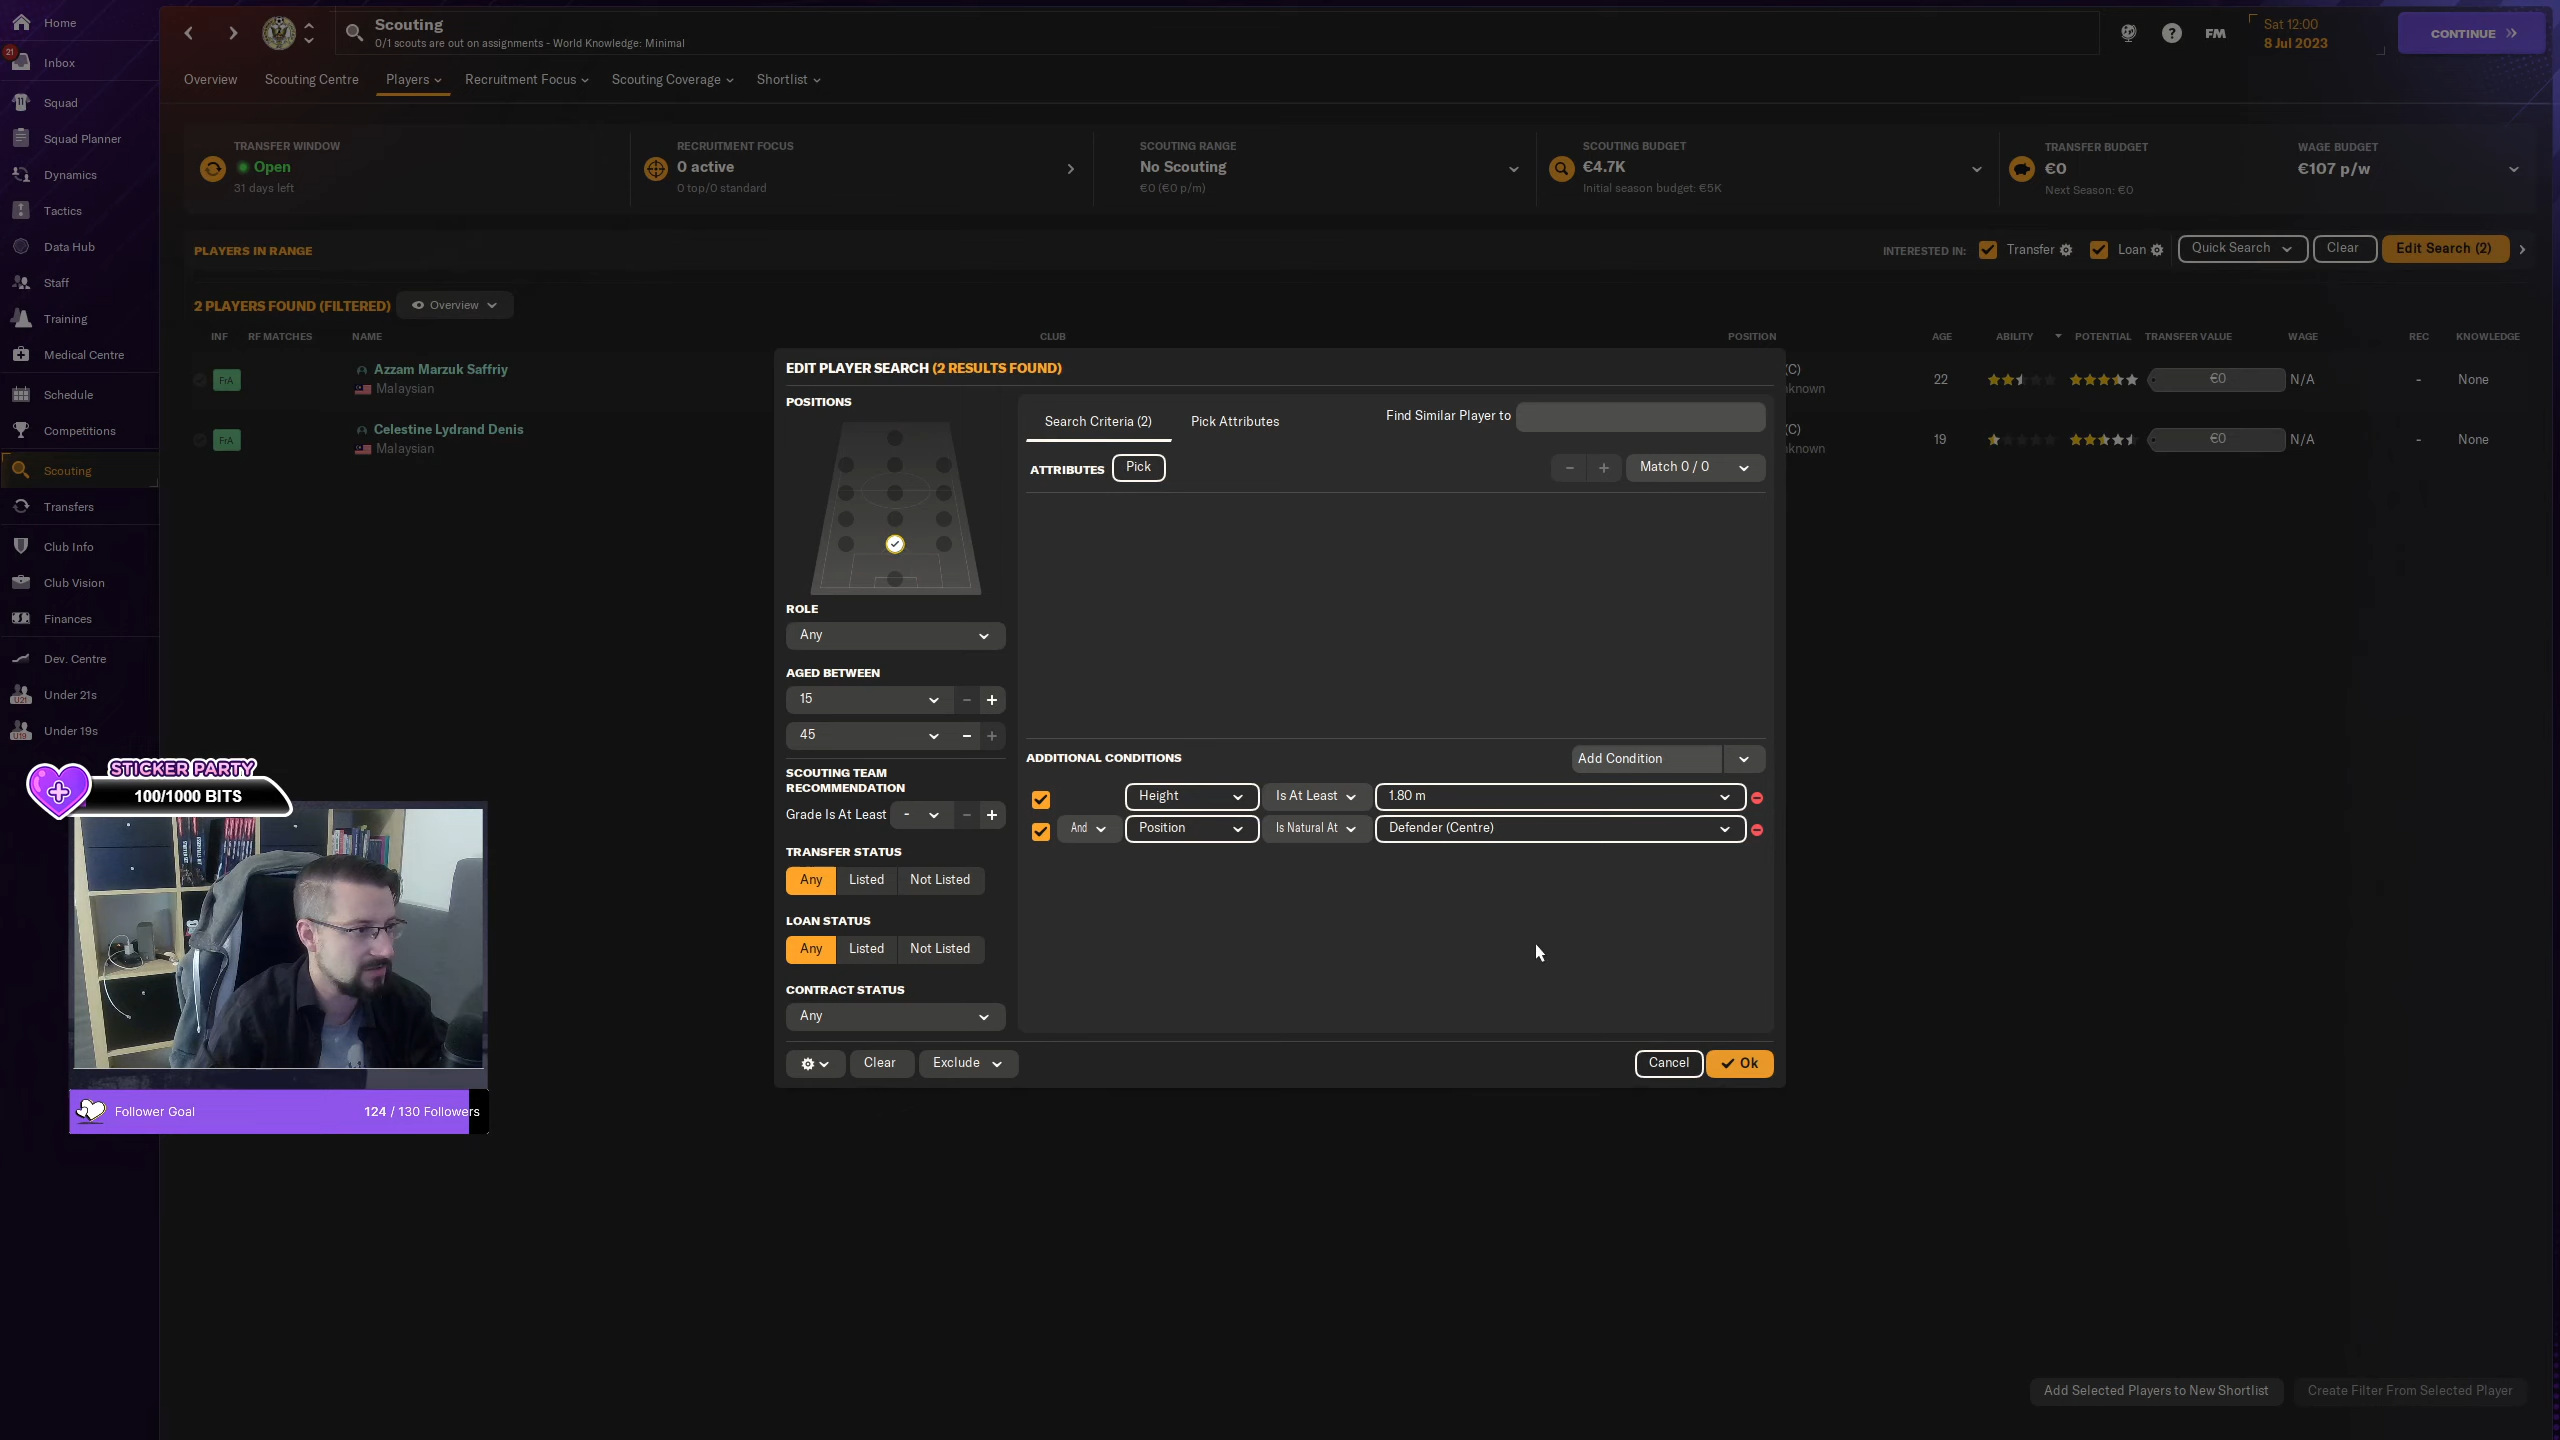 Home
21
Inbox
Squad
Squad Planner
Dynamics
Tactics
Data Hub
Staff
Training
Medical Centre
Schedule
Competitions
Scouting
Transfers
Club Info
Club Vision
Finances
Dev. Centre
Under 21s
Under 19s
Scouting
0/1 scouts are out on assignments - World Knowledge: Minimal
FM
Sat 12:00
8 Jul 2023
CONTINUE
Overview
Scouting Centre
Players
Recruitment Focus
Scouting Coverage
Shortlist
TRANSFER WINDOW
Open
31 days left
RECRUITMENT FOCUS
0 active
0 top/0 standard
SCOUTING RANGE
No Scouting
€0 (€0 p/m)
SCOUTING BUDGET
€4.7K
Initial season budget: €5K
TRANSFER BUDGET
€0
Next Season: €0
WAGE BUDGET
€107 p/w
PLAYERS IN RANGE
INTERESTED IN:
Transfer
Loan
Quick Search
Clear
Edit Search (2)
2 PLAYERS FOUND (FILTERED)
Overview
INF
RF MATCHES
NAME
CLUB
POSITION
AGE
ABILITY
POTENTIAL
TRANSFER VALUE
WAGE
REC
KNOWLEDGE
FrA
Azzam Marzuk Saffriy
Malaysian
(C)
nknown
22
€0
N/A
-
None
FrA
Celestine Lydrand Denis
Malaysian
(C)
nknown
19
€0
N/A
-
None
EDIT PLAYER SEARCH (2 RESULTS FOUND)
POSITIONS
ROLE
Any
AGED BETWEEN
15
45
SCOUTING TEAM
RECOMMENDATION
Grade Is At Least
-
TRANSFER STATUS
Any
Listed
Not Listed
LOAN STATUS
Any
Listed
Not Listed
CONTRACT STATUS
Any
Search Criteria (2)
Pick Attributes
Find Similar Player to
ATTRIBUTES
Pick
Match 0 / 0
ADDITIONAL CONDITIONS
Add Condition
Height
Is At Least
1.80 m
And
Position
Is Natural At
Defender (Centre)
Clear
Exclude
Cancel
Ok
STICKER PARTY
100/1000 BITS
Follower Goal
124 / 130 Followers
Add Selected Players to New Shortlist
Create Filter From Selected Player